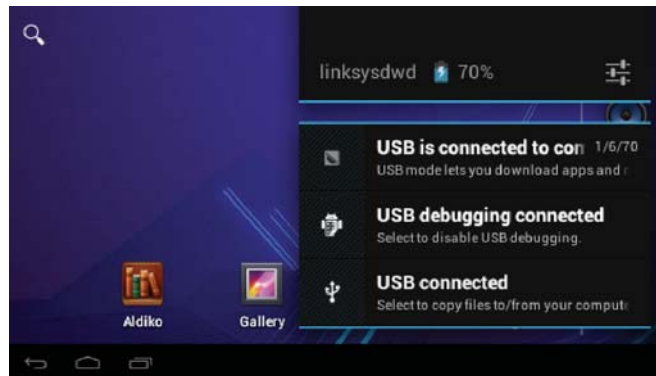 linksysdwd 70%
USB is connected to con 1/6/70
USB mode lets you download apps and
USB debugging connected
Select to disable USB debugging.
USB connected
Select to copy files to/from your compute
Aldiko
Gallery